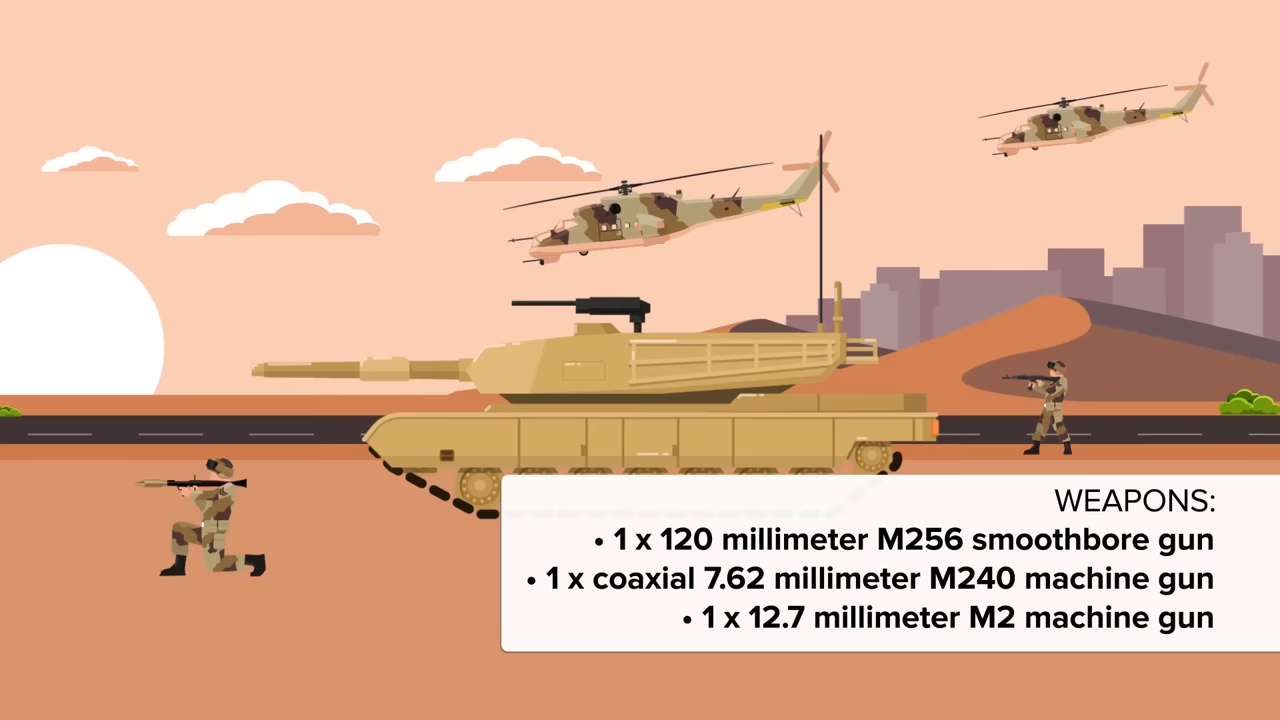 WEAPONS:
• 1 x 120 millimeter M256 smoothbore gun
• 1 x coaxial 7.62 millimeter M240 machine gun
• 1 x 12.7 millimeter M2 machine gun